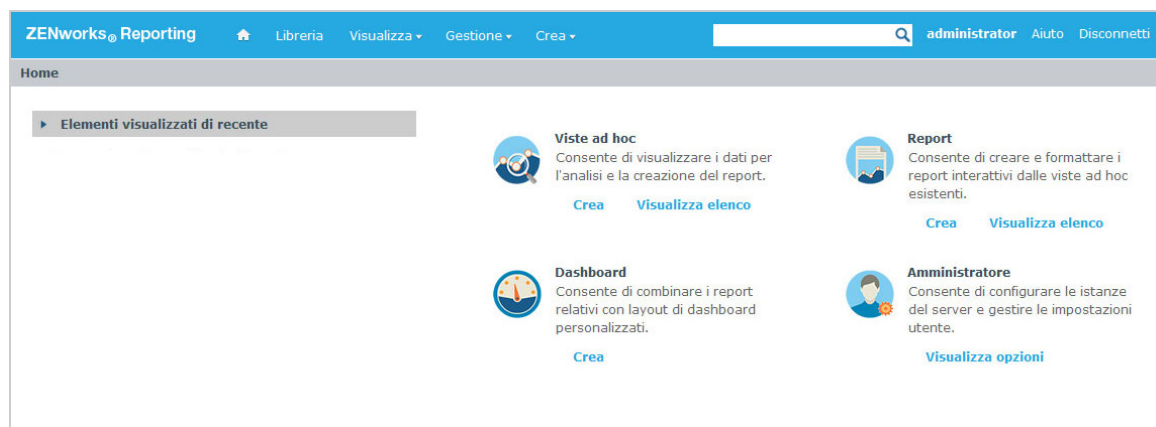 ZENworks® Reporting Libreria Visualizza Gestione Crea administrator Aiuto Disconnetti
Home
Elementi visualizzati di recente
Viste ad hoc
Consente di visualizzare i dati per
l'analisi e la creazione del report.
Crea Visualizza elenco
Report
Consente di creare e formattare i
report interattivi dalle viste ad hoc
esistenti.
Crea Visualizza elenco
Dashboard
Consente di combinare i report
relativi con layout di dashboard
personalizzati.
Crea
Amministratore
Consente di configurare le istanze
del server e gestire le impostazioni
utente.
Visualizza opzioni